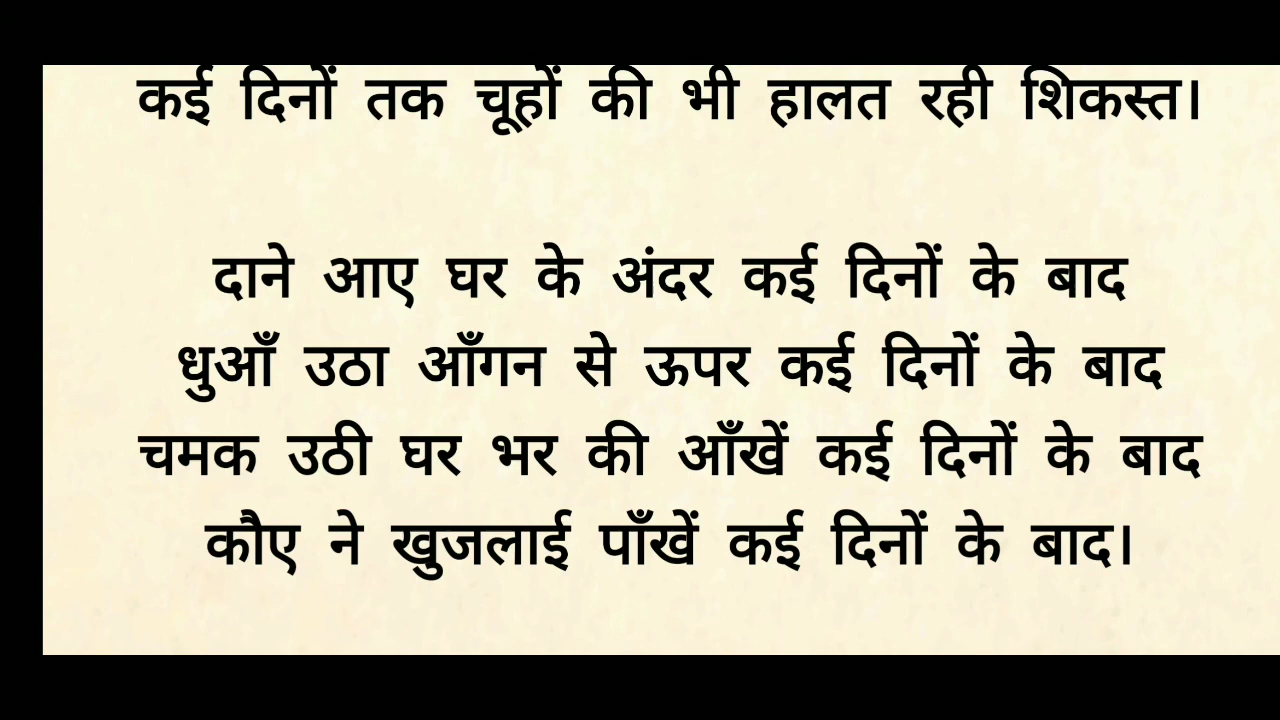 कई दिनों तक चूहों की भी हालत रही शिकस्त।
दाने आए घर के अंदर कई दिनों के बाद
धुआँ उठा आँगन से ऊपर कई दिनों के बाद
चमक उठी घर भर की आँखें कई दिनों के बाद
कौए ने खुजलाई पाँखें कई दिनों के बाद।